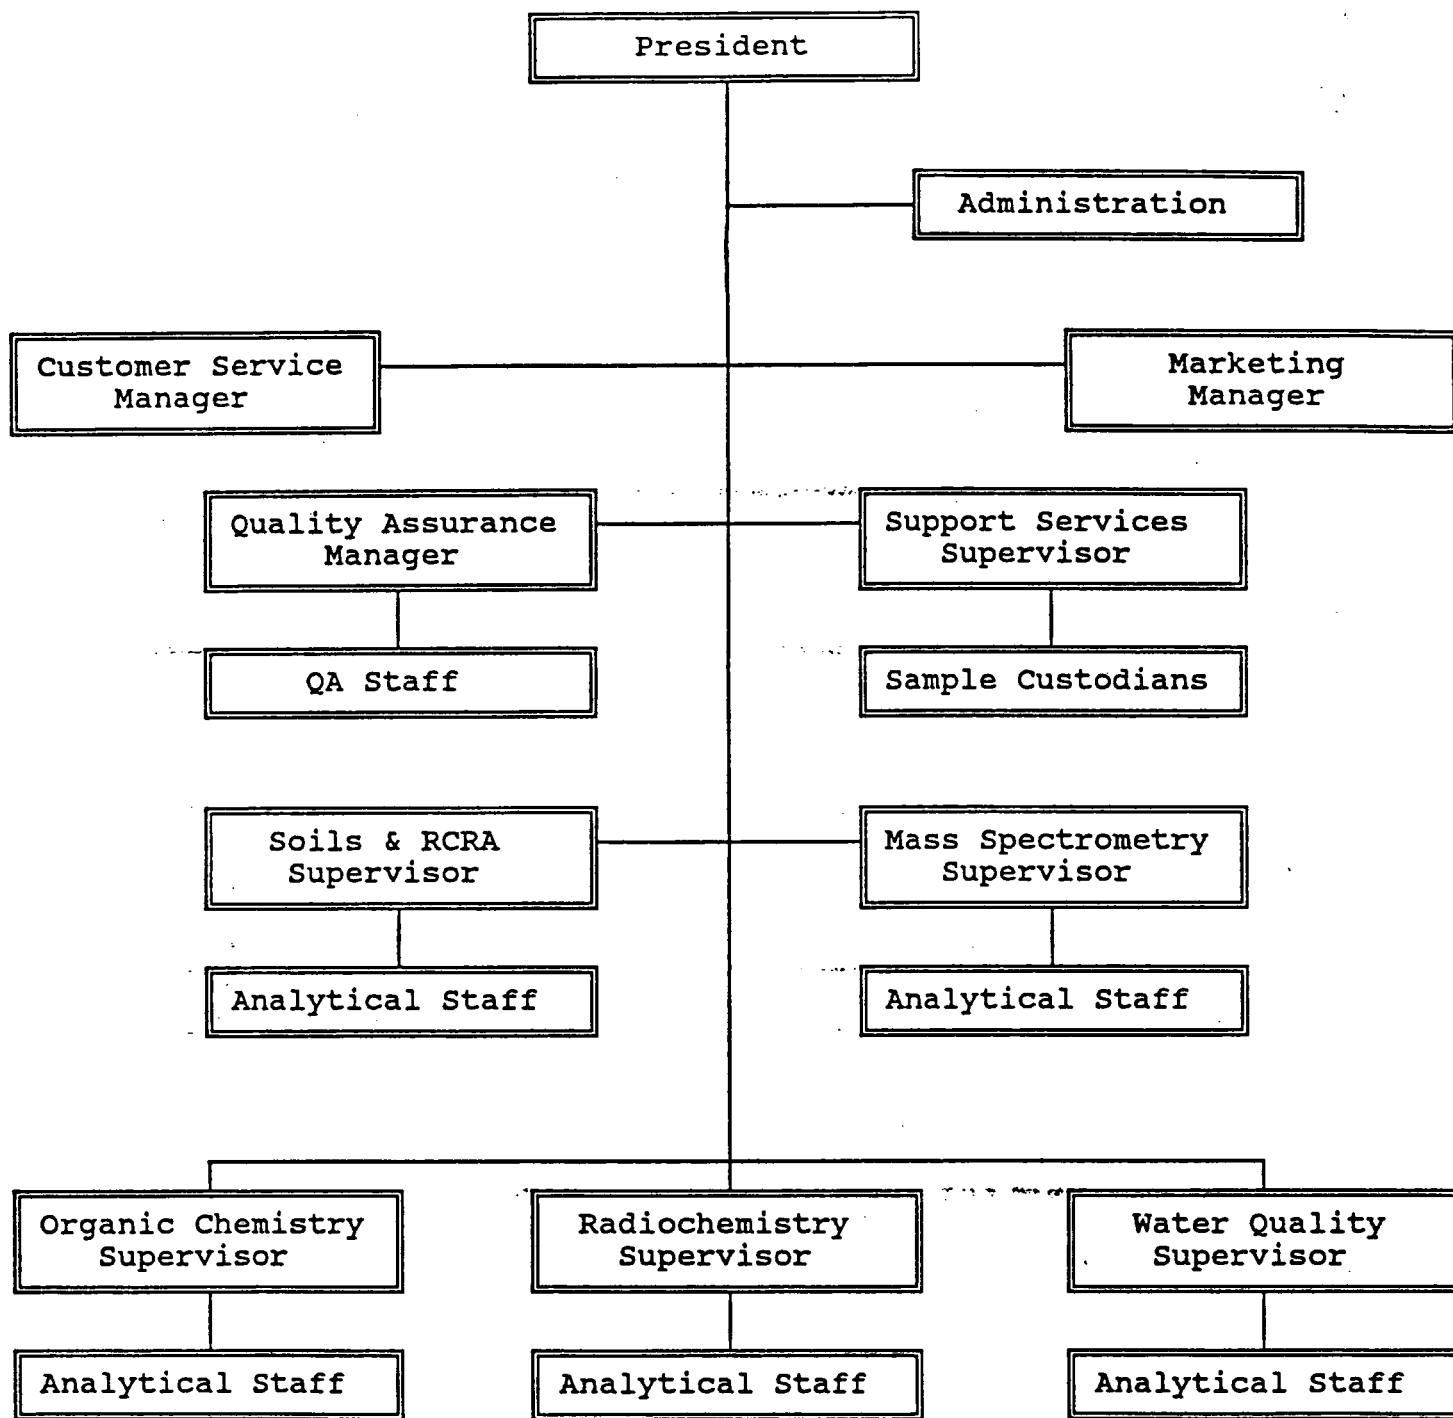 President
Administration
Customer Service
Manager
Marketing
Manager
Quality Assurance
Manager
Support Services
Supervisor
QA Staff
Sample Custodians
Soils & RCRA
Supervisor
Mass Spectrometry
Supervisor
Analytical Staff
Analytical Staff
Organic Chemistry
Supervisor
Radiochemistry
Supervisor
Water Quality
Supervisor
Analytical Staff
Analytical Staff
Analytical Staff